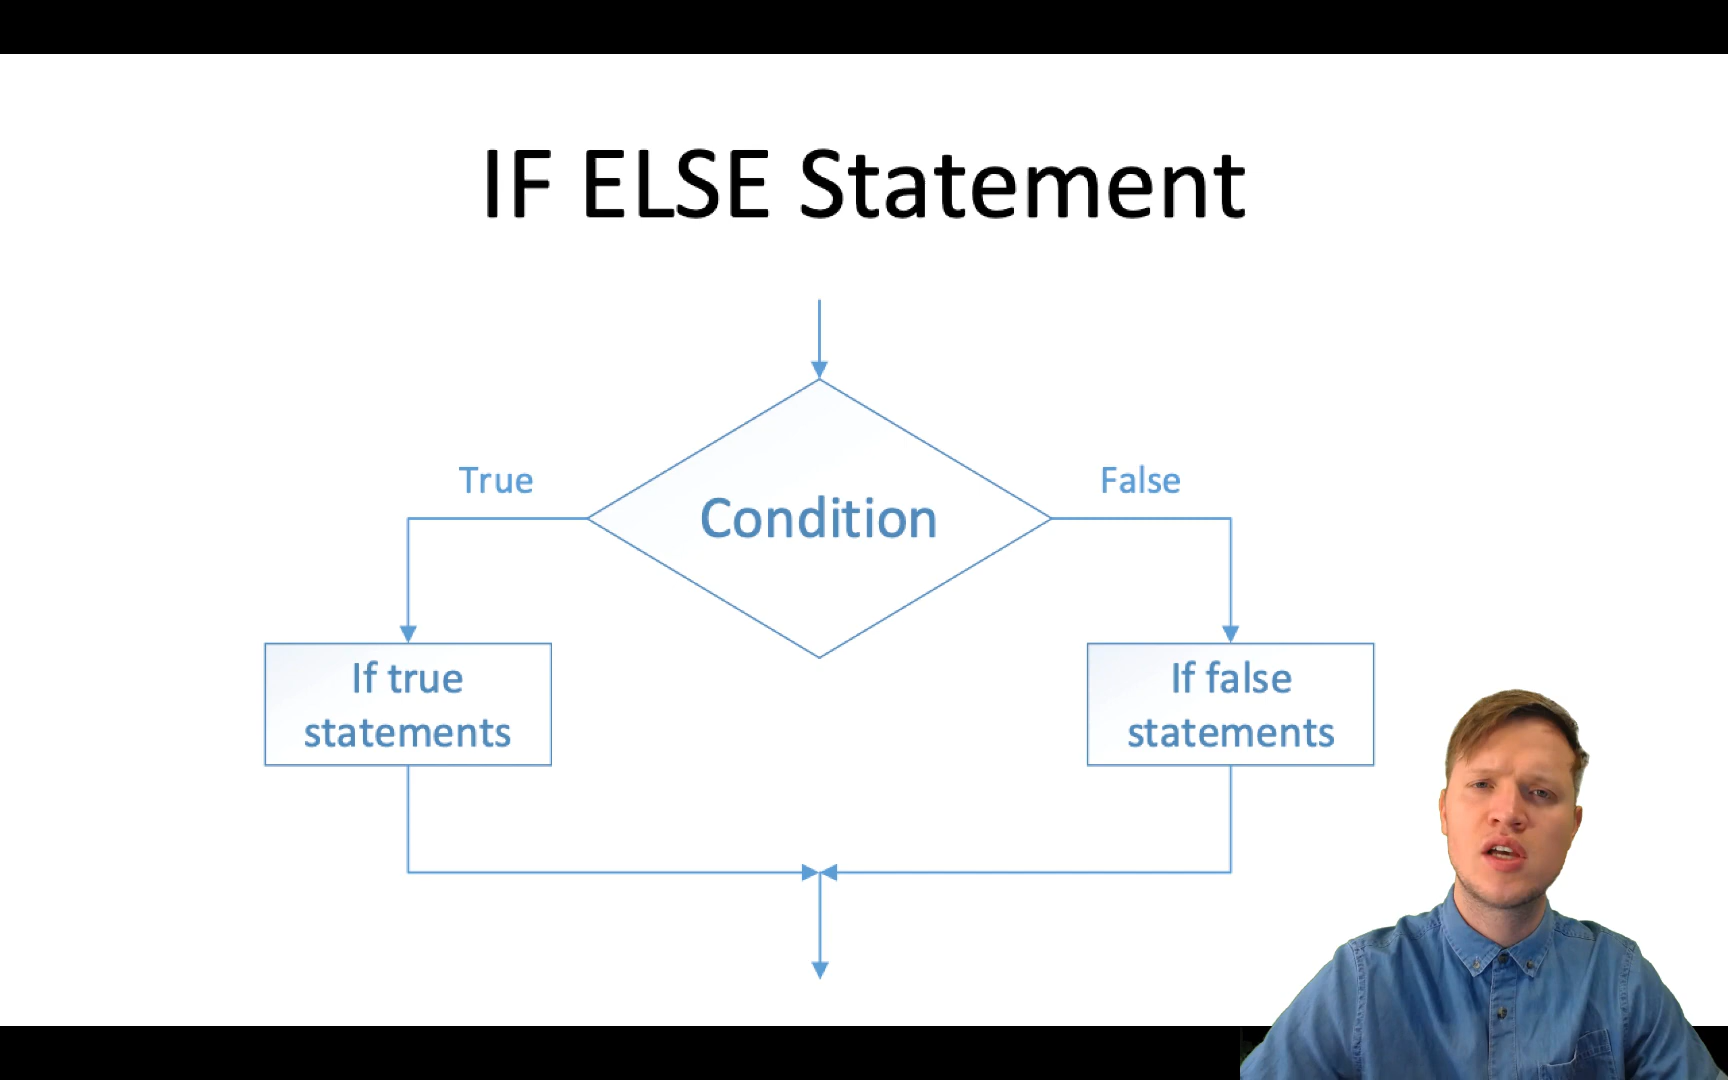 IF ELSE Statement
True
False
Condition
If true
statements
If false
statements